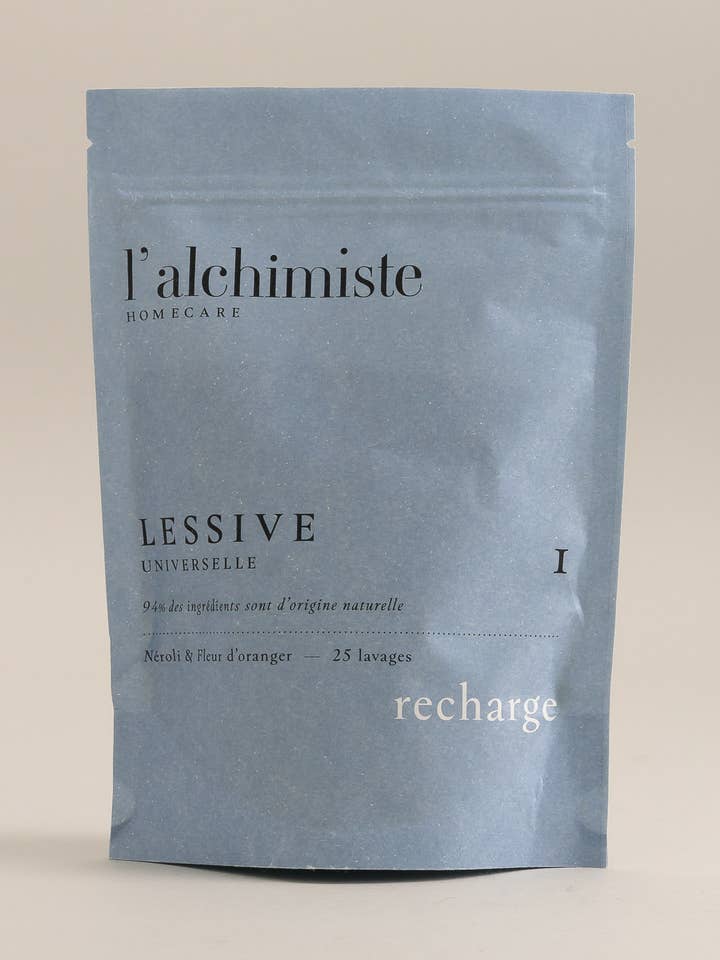 l'alchimiste
HOMECARE
LESSIVE
UNIVERSELLE
I
94% des ingrédients sont d'origine naturelle
Néroli & Fleur d'oranger — 25 lavages
recharge